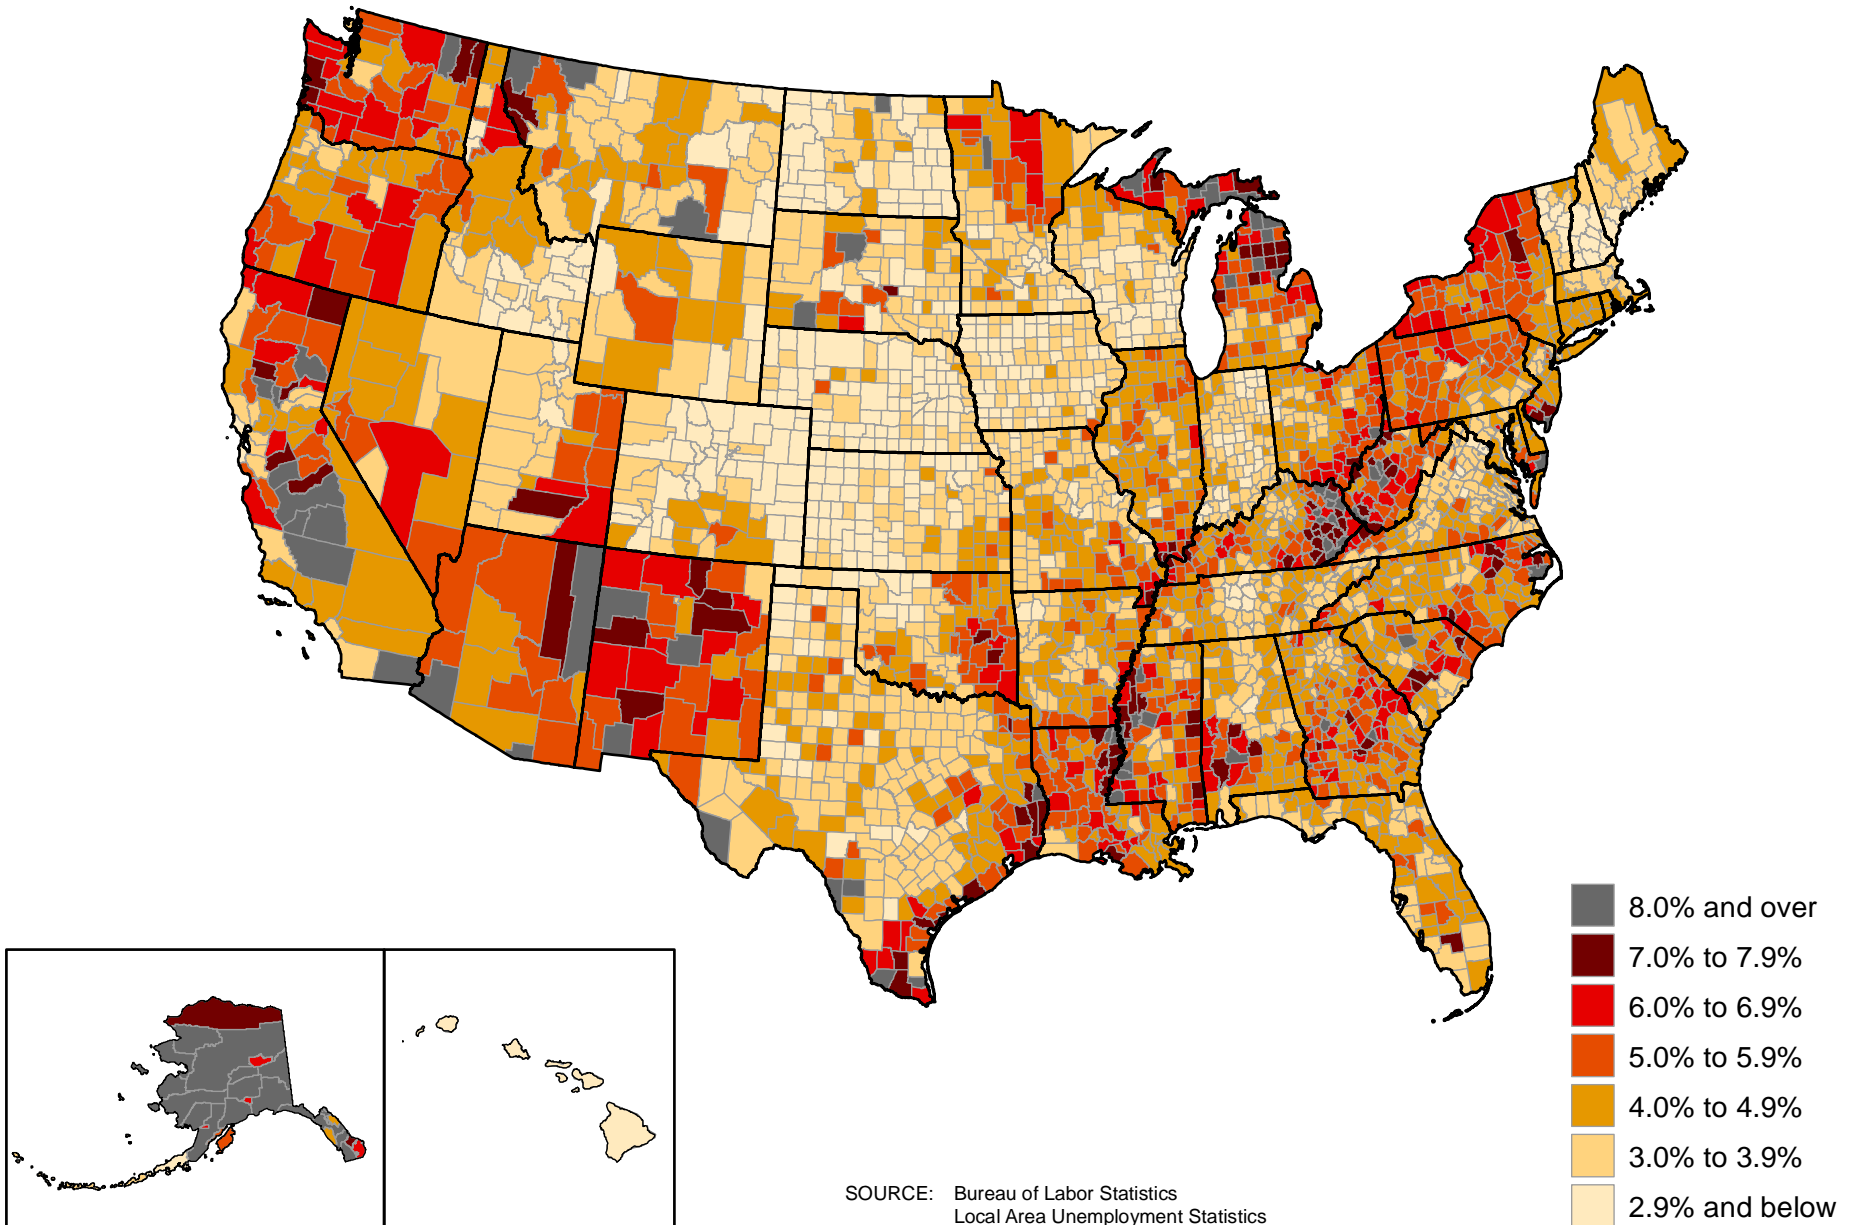 8.0% and over
7.0% to 7.9%
6.0% to 6.9%
5.0% to 5.9%
4.0% to 4.9%
3.0% to 3.9%
2.9% and below
SOURCE: Bureau of Labor Statistics
Local Area Unemployment Statistics